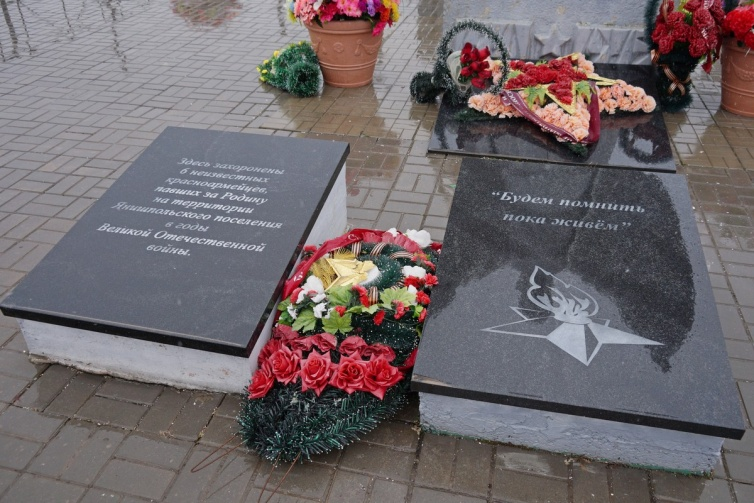 Здесь захоронены
6 неизвестных
красноармейцев,
павших за Родину
на территории
Янишпольского поселения
в годы
Великой Отечественной
войны.
"Будем помнить
пока живём"